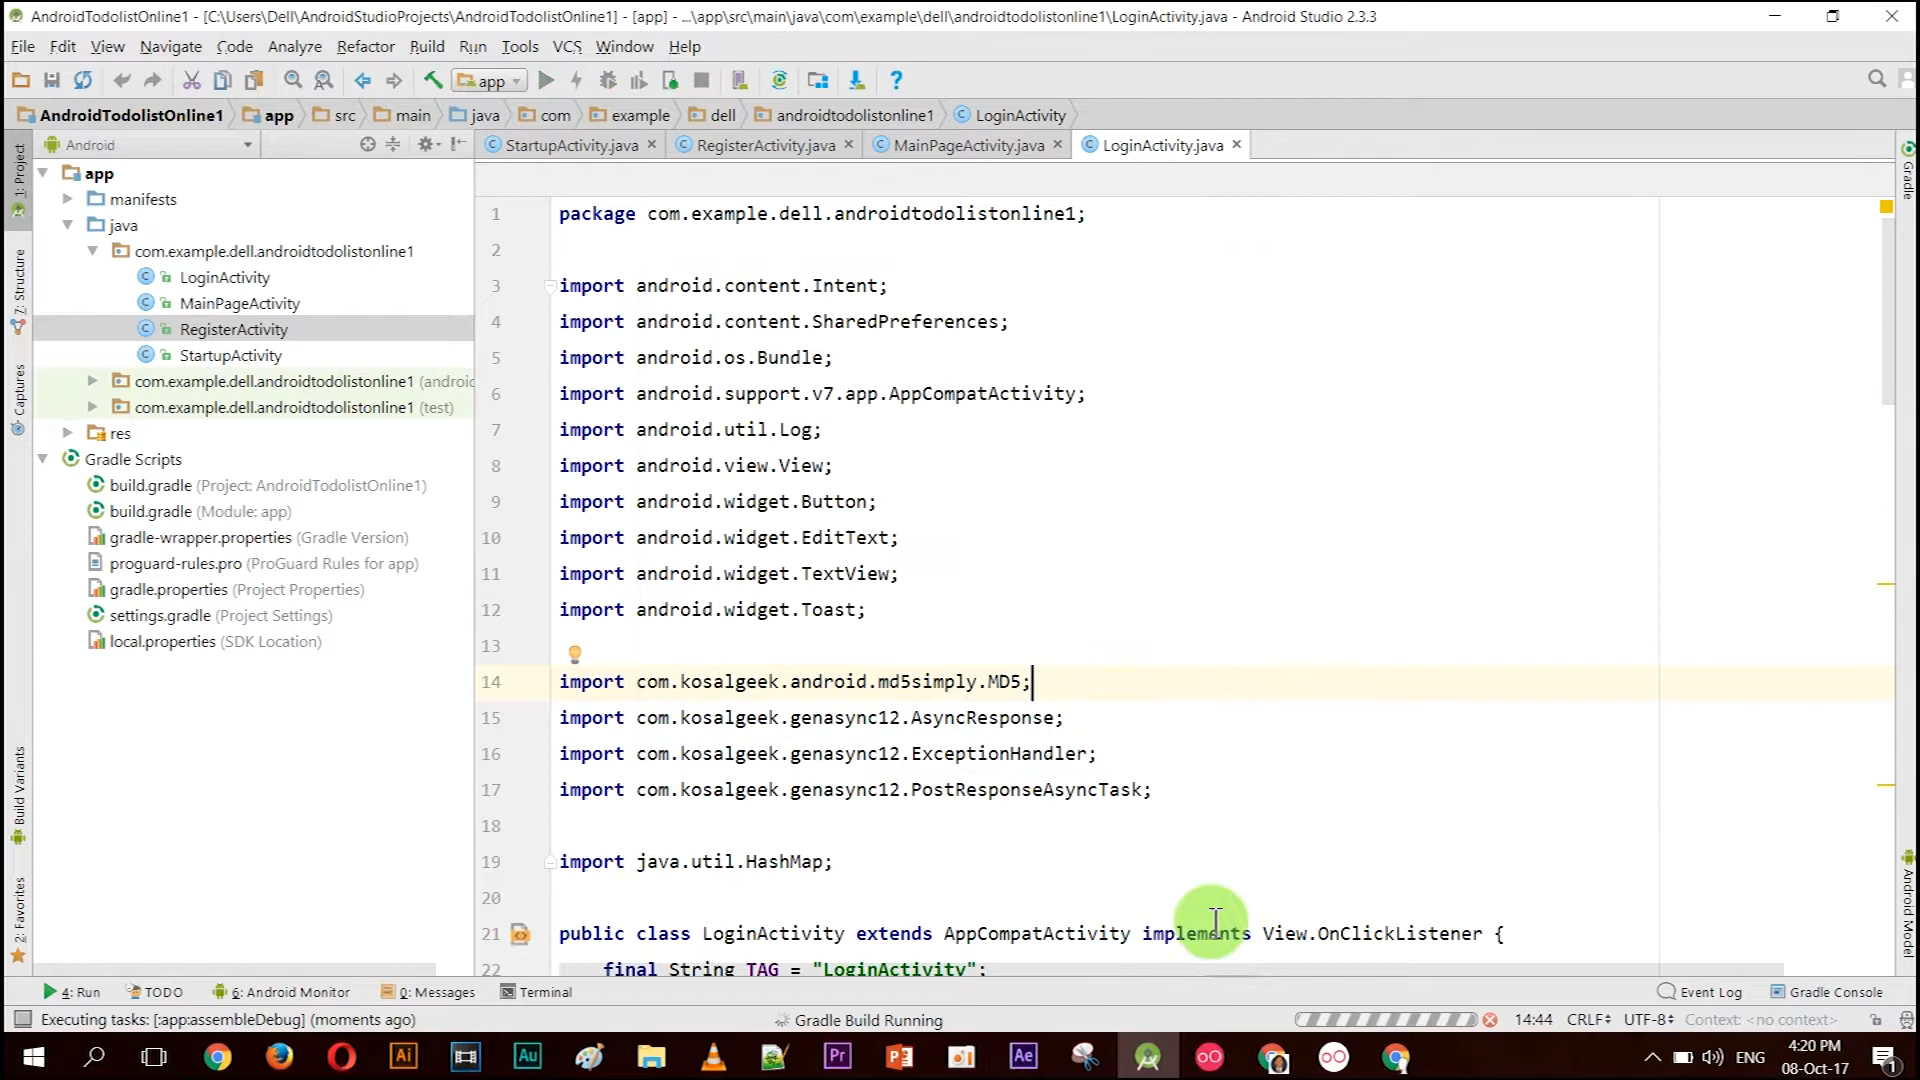 AndroidTodolistOnline1 - [C:\Users\Dell\AndroidStudioProjects\AndroidTodolistOnline1] - [app] - ...\app\src\main\java\com\example\dell\androidtodolistonline1\LoginActivity.java - Android Studio 2.3.3
File Edit View Navigate Code Analyze Refactor Build Run Tools VCS Window Help
app
AndroidTodolistOnline1 app src main java com example dell androidtodolistonline1 LoginActivity
Android
StartupActivity.java RegisterActivity.java MainPageActivity.java LoginActivity.java
1: Project
7: Structure
Captures
Build Variants
2: Favorites
app
manifests
java
com.example.dell.androidtodolistonline1
LoginActivity
MainPageActivity
RegisterActivity
StartupActivity
com.example.dell.androidtodolistonline1 (androic
com.example.dell.androidtodolistonline1 (test)
res
Gradle Scripts
build.gradle (Project: AndroidTodolistOnline1)
build.gradle (Module: app)
gradle-wrapper.properties (Gradle Version)
proguard-rules.pro (ProGuard Rules for app)
gradle.properties (Project Properties)
settings.gradle (Project Settings)
local.properties (SDK Location)
1 package com.example.dell.androidtodolistonline1;
2
3 import android.content.Intent;
4 import android.content.SharedPreferences;
5 import android.os.Bundle;
6 import android.support.v7.app.AppCompatActivity;
7 import android.util.Log;
8 import android.view.View;
9 import android.widget.Button;
10 import android.widget.EditText;
11 import android.widget.TextView;
12 import android.widget.Toast;
13
14 import com.kosalgeek.android.md5simply.MD5;
15 import com.kosalgeek.genasync12.AsyncResponse;
16 import com.kosalgeek.genasync12.ExceptionHandler;
17 import com.kosalgeek.genasync12.PostResponseAsyncTask;
18
19 import java.util.HashMap;
20
21 public class LoginActivity extends AppCompatActivity implements View.OnClickListener {
22 final String TAG = "LoginActivity";
Gradle
Android Model
4: Run TODO 6: Android Monitor 0: Messages Terminal Event Log Gradle Console
Executing tasks: [:app:assembleDebug] (moments ago) Gradle Build Running 14:44 CRLF UTF-8 Context: <no context>
Ai Au Pr Ae
ENG
4:20 PM
08-Oct-17
1